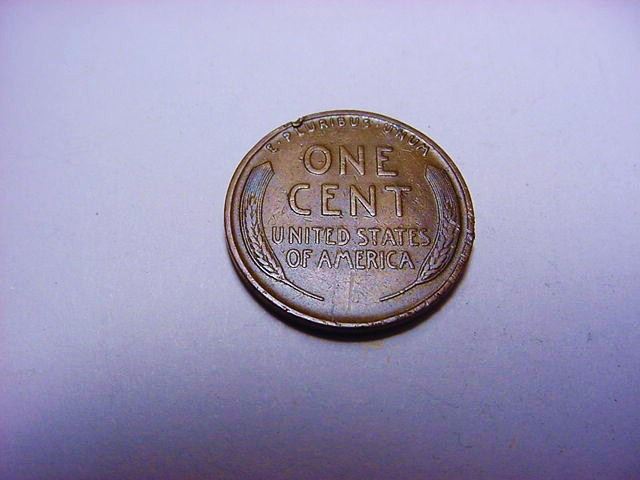 E·PLURIBUS·UNUM
ONE
CENT
UNITED STATES
OF AMERICA